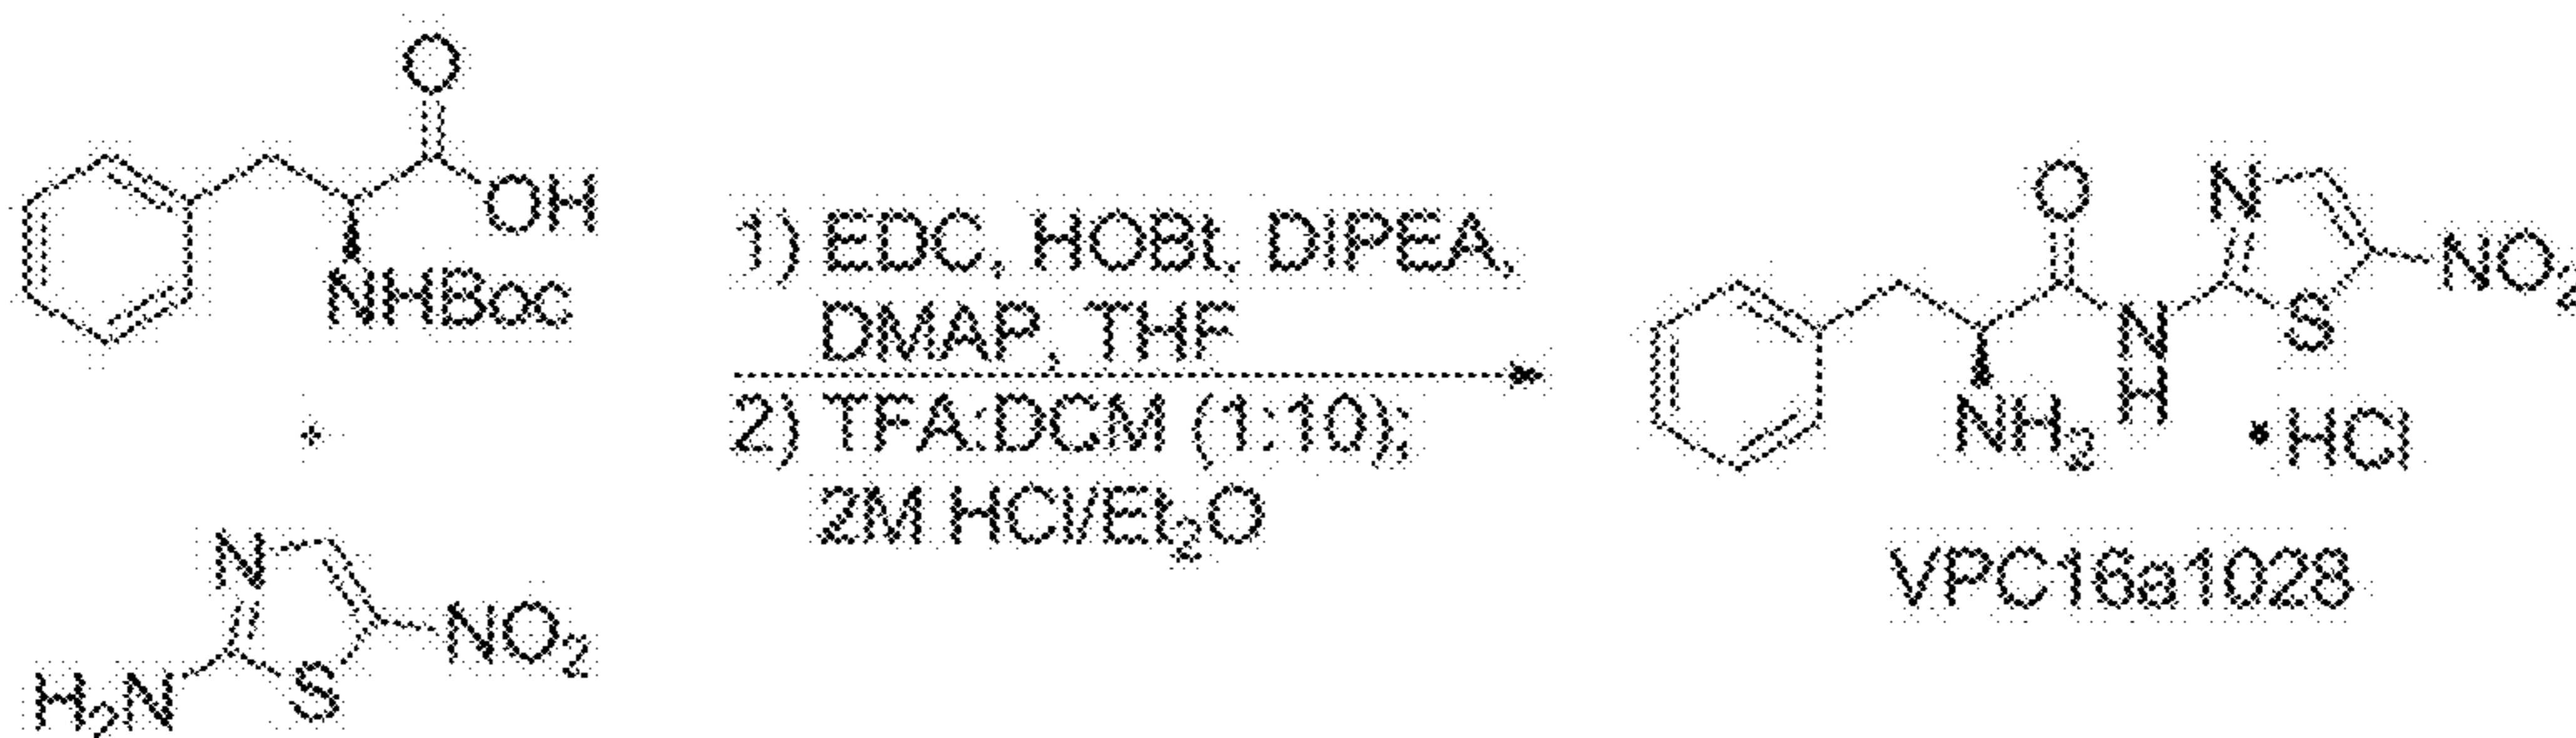 O
OH
NHBoc
+
N
NO₂
H₂N
S
1) EDC, HOBt, DIPEA,
DMAP, THF
2) TFA:DCM (1:10);
2M HCl/Et₂O
O
N
NO₂
S
N
H
NH₂
• HCl
VPC16a1028